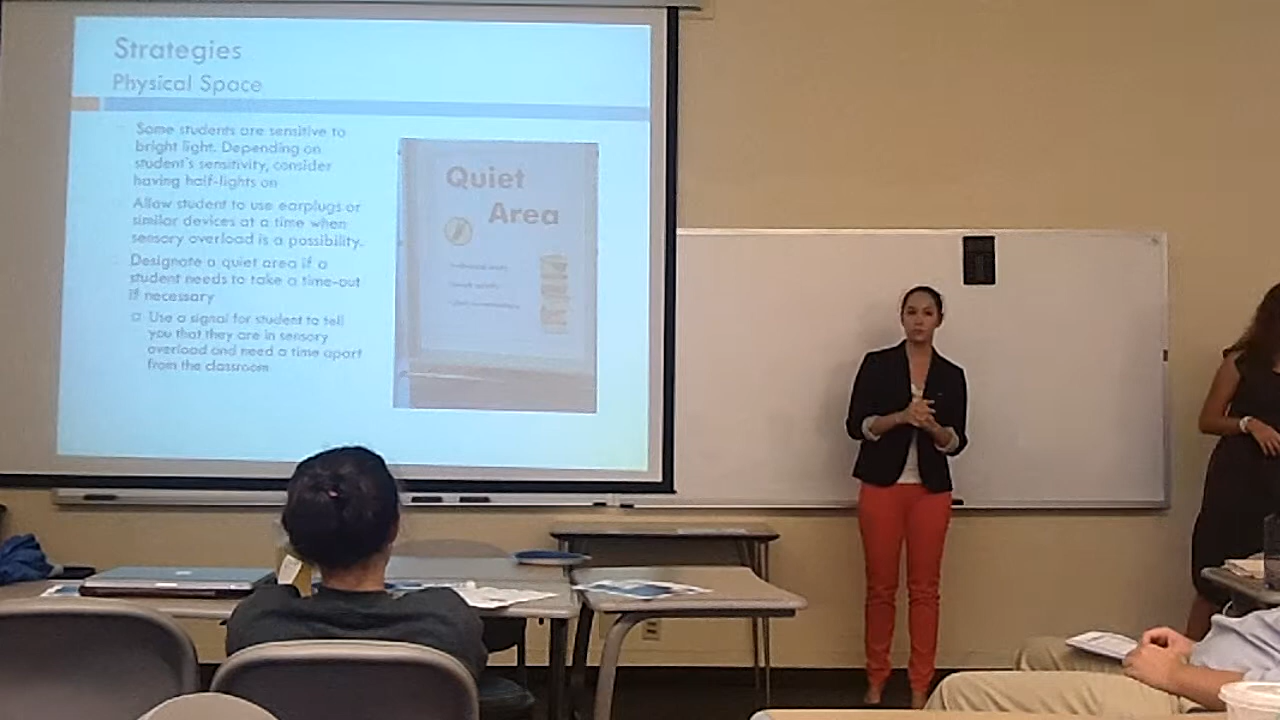 Strategies
Physical Space
Some students are sensitive to
bright light. Depending on
student's sensitivity, consider
having half-lights on
Allow student to use earplugs or
similar devices at a time when
sensory overload is a possibility.
Designate a quiet area if a
student needs to take a time-out
if necessary
Use a signal for student to tell
you that they are in sensory
overload and need a time apart
from the classroom
Quiet
Area